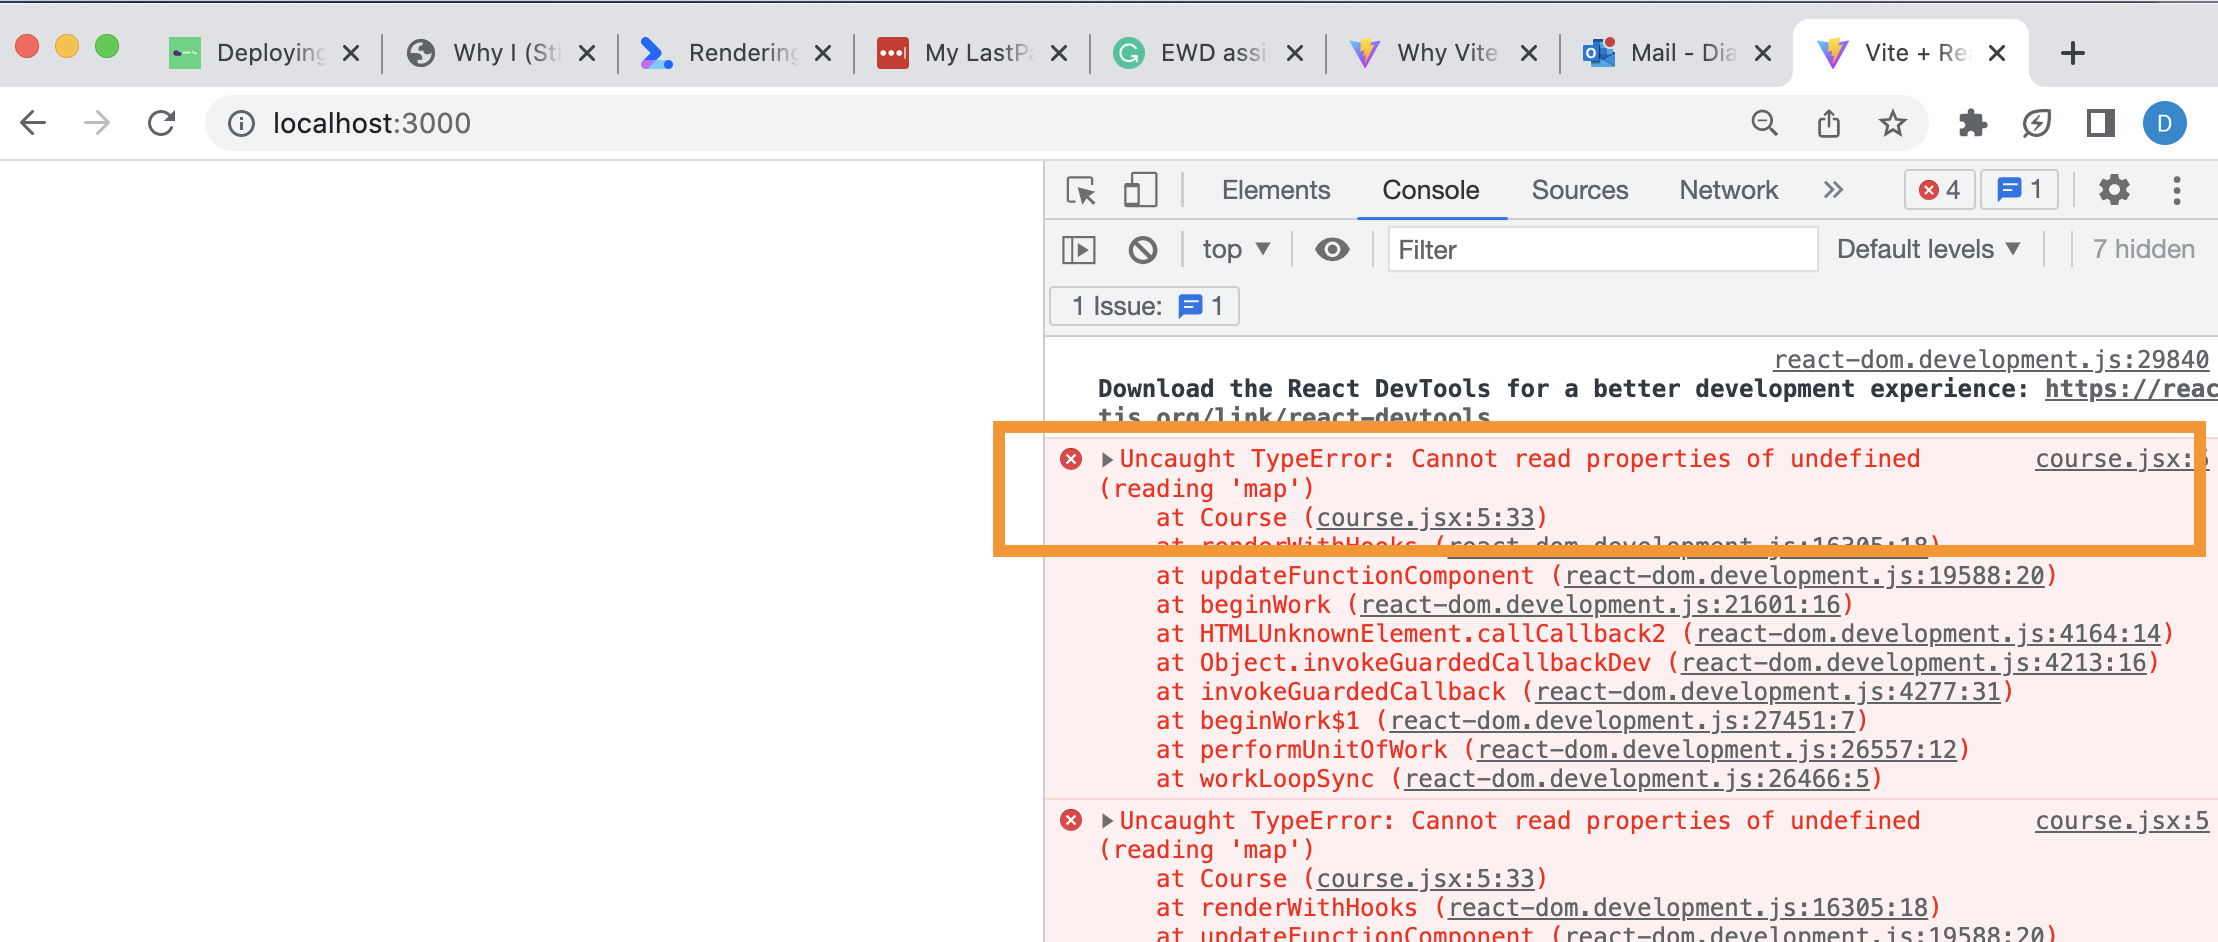 Deploying
Why I (Sti
Rendering
My LastPa
EWD assi
Why Vite
Mail - Dia
Vite + Rea
localhost:3000
D
Elements Console Sources Network » 4 1
top ▼ Filter Default levels ▼ 7 hidden
1 Issue: 1
react-dom.development.js:29840
Download the React DevTools for a better development experience: https://reac
tjs.org/link/react-devtools
Uncaught TypeError: Cannot read properties of undefined course.jsx:5
(reading 'map')
at Course (course.jsx:5:33)
at renderWithHooks (react-dom.development.js:16305:18)
at updateFunctionComponent (react-dom.development.js:19588:20)
at beginWork (react-dom.development.js:21601:16)
at HTMLUnknownElement.callCallback2 (react-dom.development.js:4164:14)
at Object.invokeGuardedCallbackDev (react-dom.development.js:4213:16)
at invokeGuardedCallback (react-dom.development.js:4277:31)
at beginWork$1 (react-dom.development.js:27451:7)
at performUnitOfWork (react-dom.development.js:26557:12)
at workLoopSync (react-dom.development.js:26466:5)
Uncaught TypeError: Cannot read properties of undefined course.jsx:5
(reading 'map')
at Course (course.jsx:5:33)
at renderWithHooks (react-dom.development.js:16305:18)
at updateFunctionComponent (react-dom.development.js:19588:20)